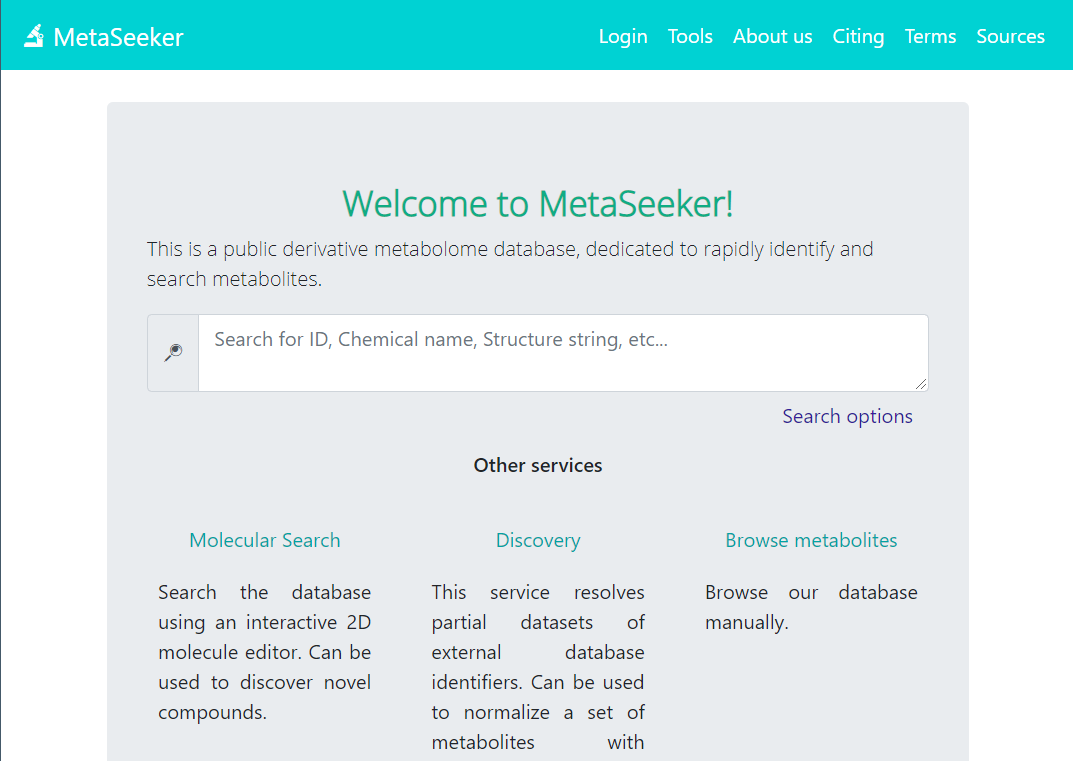 MetaSeeker
Login Tools About us Citing Terms Sources
Welcome to MetaSeeker!
This is a public derivative metabolome database, dedicated to rapidly identify and
search metabolites.
Search for ID, Chemical name, Structure string, etc...
Search options
Other services
Molecular Search
Search the database
using an interactive 2D
molecule editor. Can be
used to discover novel
compounds.
Discovery
This service resolves
partial datasets of
external database
identifiers. Can be used
to normalize a set of
metabolites with
Browse metabolites
Browse our database
manually.